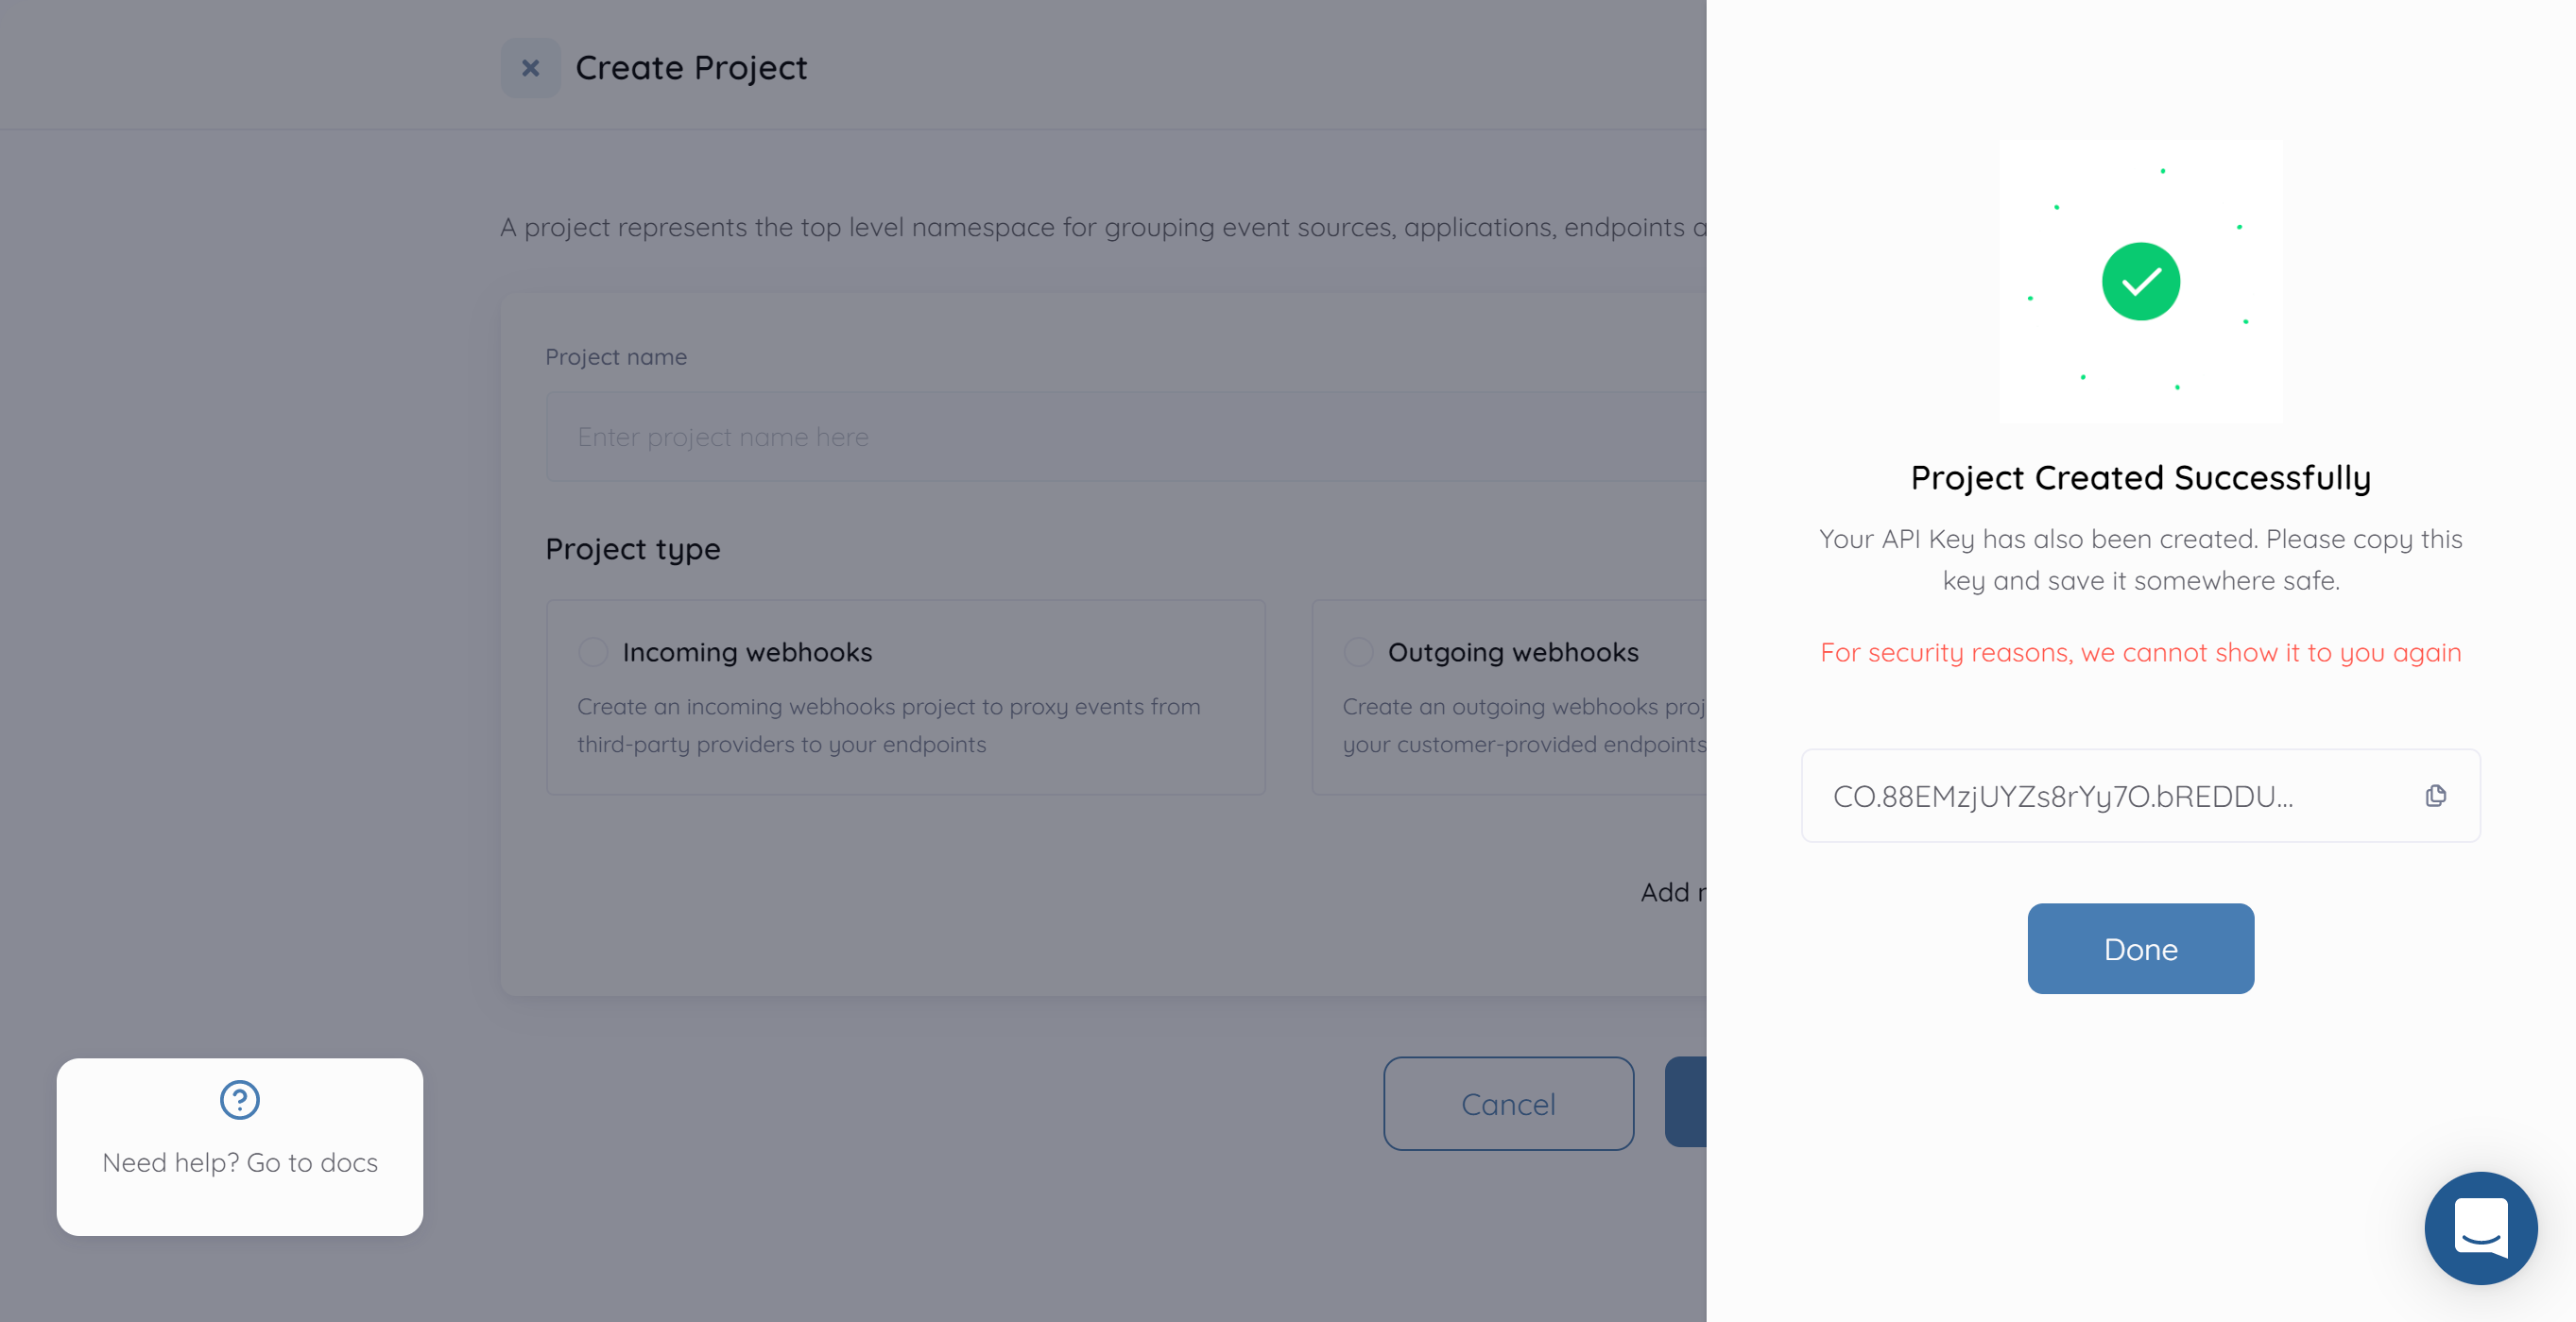 Create Project
A project represents the top level namespace for grouping event sources, applications, endpoints
Project name
Enter project name here
Project type
Incoming webhooks
Create an incoming webhooks project to proxy events from
third-party providers to your endpoints
Outgoing webhooks
Create an outgoing webhooks
your customer-provided endpoints
Add
Cancel
Need help? Go to docs
Project Created Successfully
Your API Key has also been created. Please copy this
key and save it somewhere safe.
For security reasons, we cannot show it to you again
CO.88EMzjUYZs8rYy7O.bREDDU...
Done